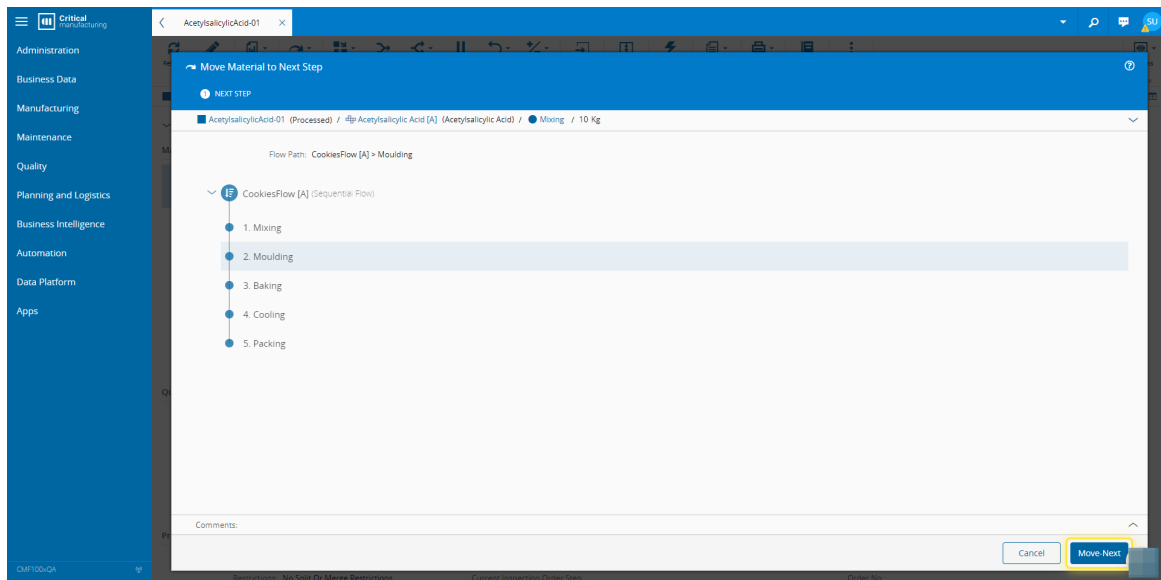 Critical manufacturing
AcetylsalicylicAcid-01
SU
Administration
Business Data
Manufacturing
Maintenance
Quality
Planning and Logistics
Business Intelligence
Automation
Data Platform
Apps
CMF100xQA
Move Material to Next Step
1 NEXT STEP
AcetylsalicylicAcid-01 (Processed) / Acetylsalicylic Acid [A] (Acetylsalicylic Acid) / Mixing / 10 Kg
Flow Path: CookiesFlow [A] > Moulding
CookiesFlow [A] (Sequential Flow)
1. Mixing
2. Moulding
3. Baking
4. Cooling
5. Packing
Comments:
Cancel
Move-Next
Restrictions: No Split Or Merge Restrictions
Current Inspection Order Step
Order No.: